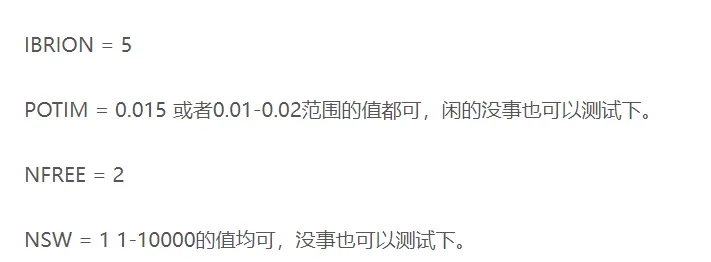 IBRION = 5
POTIM = 0.015 或者0.01-0.02范围的值都可，闲的没事也可以测试下。
NFREE = 2
NSW = 1 1-10000的值均可，没事也可以测试下。